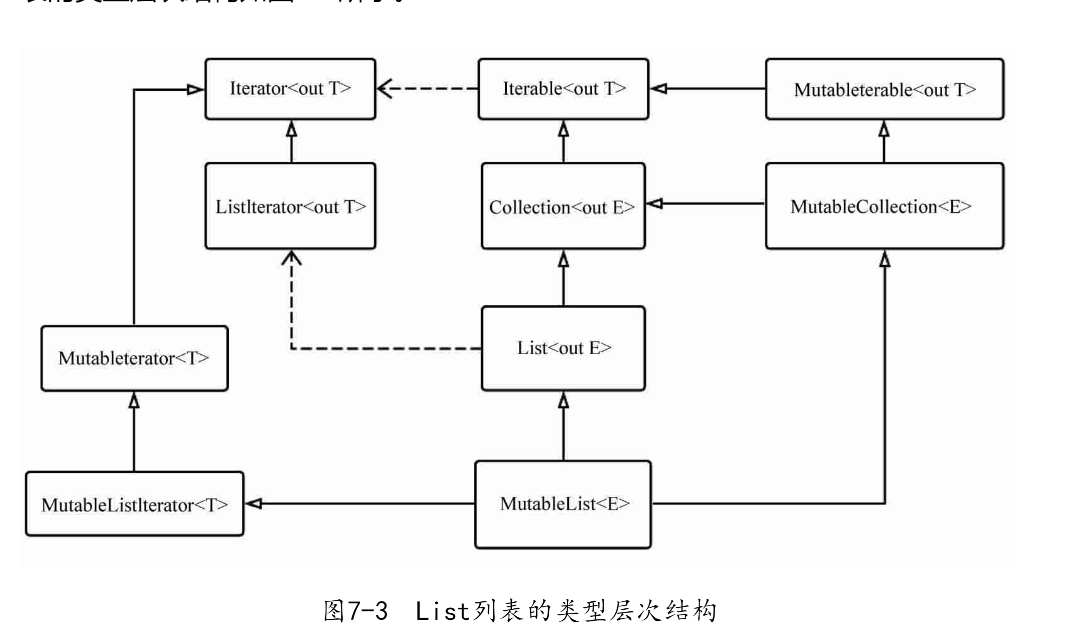 Iterator<out T>
Iterable<out T>
Mutableterable<out T>
ListIterator<out T>
Collection<out E>
MutableCollection<E>
List<out E>
Mutableterator<T>
MutableListIterator<T>
MutableList<E>
图7-3 List列表的类型层次结构